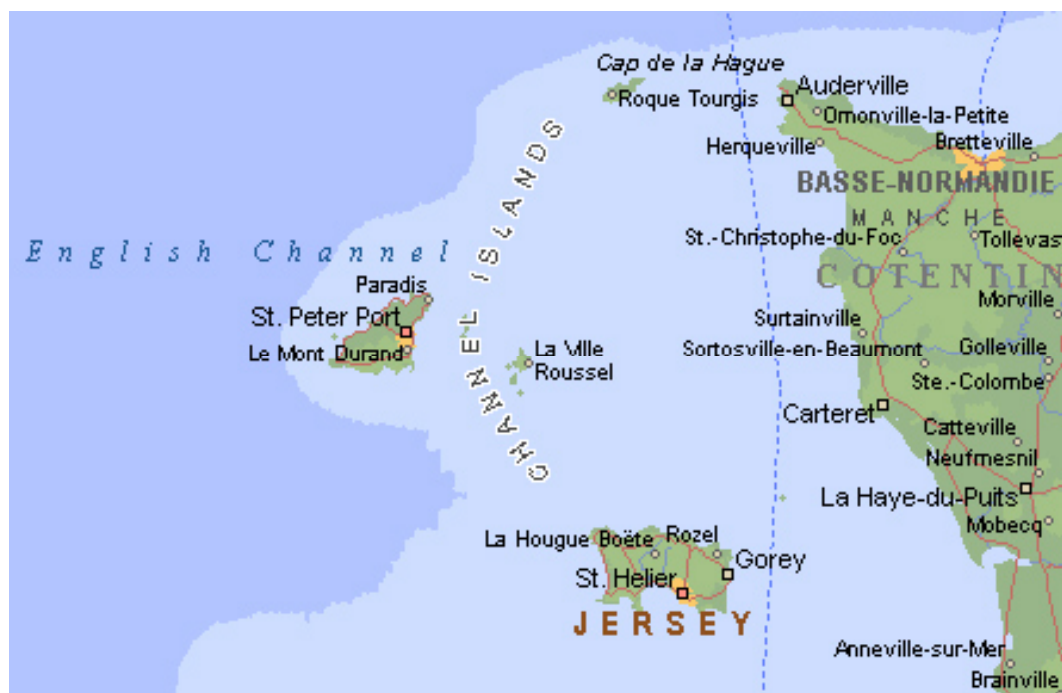 Cap de la Hague
Auderville
Roque Tourgis
Omonville-la-Petite
Herqueville
Bretteville
BASSE-NORMANDIE
MANCHE
St.-Christophe-du-Foc
Tollevast
English Channel
COTENTIN
CHANNEL ISLANDS
Paradis
Morville
St. Peter Port
Surtainville
Le Mont Durand
La Ville
Roussel
Sortosville-en-Beaumont
Golleville
Ste.-Colombe
Carteret
Catteville
Neufmesnil
La Haye-du-Puits
Mobecq
La Hougue Boëte
Rozel
Gorey
St. Helier
JERSEY
Anneville-sur-Mer
Brainville